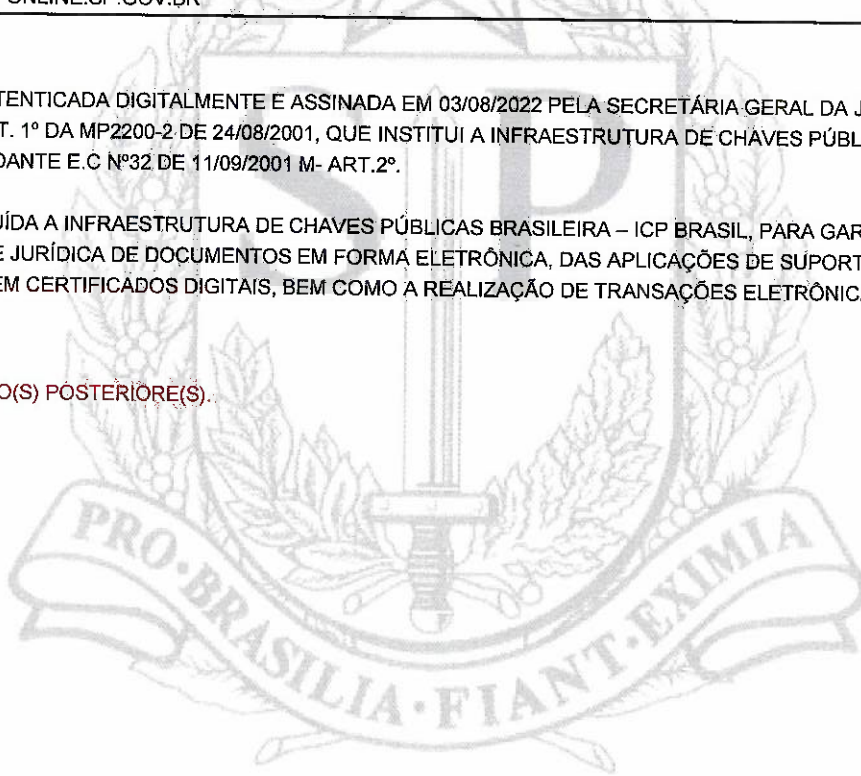 ONLINE.SP.GOV.BR
TENTICADA DIGITALMENTE E ASSINADA EM 03/08/2022 PELA SECRETÁRIA GERAL DA J
T. 1º DA MP2200-2 DE 24/08/2001, QUE INSTITUI A INFRAESTRUTURA DE CHAVES PÚBL
DANTE E.C Nº32 DE 11/09/2001 M- ART.2º.
UÍDA A INFRAESTRUTURA DE CHAVES PÚBLICAS BRASILEIRA – ICP BRASIL, PARA GAR
E JURÍDICA DE DOCUMENTOS EM FORMA ELETRÔNICA, DAS APLICAÇÕES DE SUPORT
EM CERTIFICADOS DIGITAIS, BEM COMO A REALIZAÇÃO DE TRANSAÇÕES ELETRÔNICA
O(S) POSTERIORE(S).
SP
PRO·BRASILIA·FIANT·EXIMIA